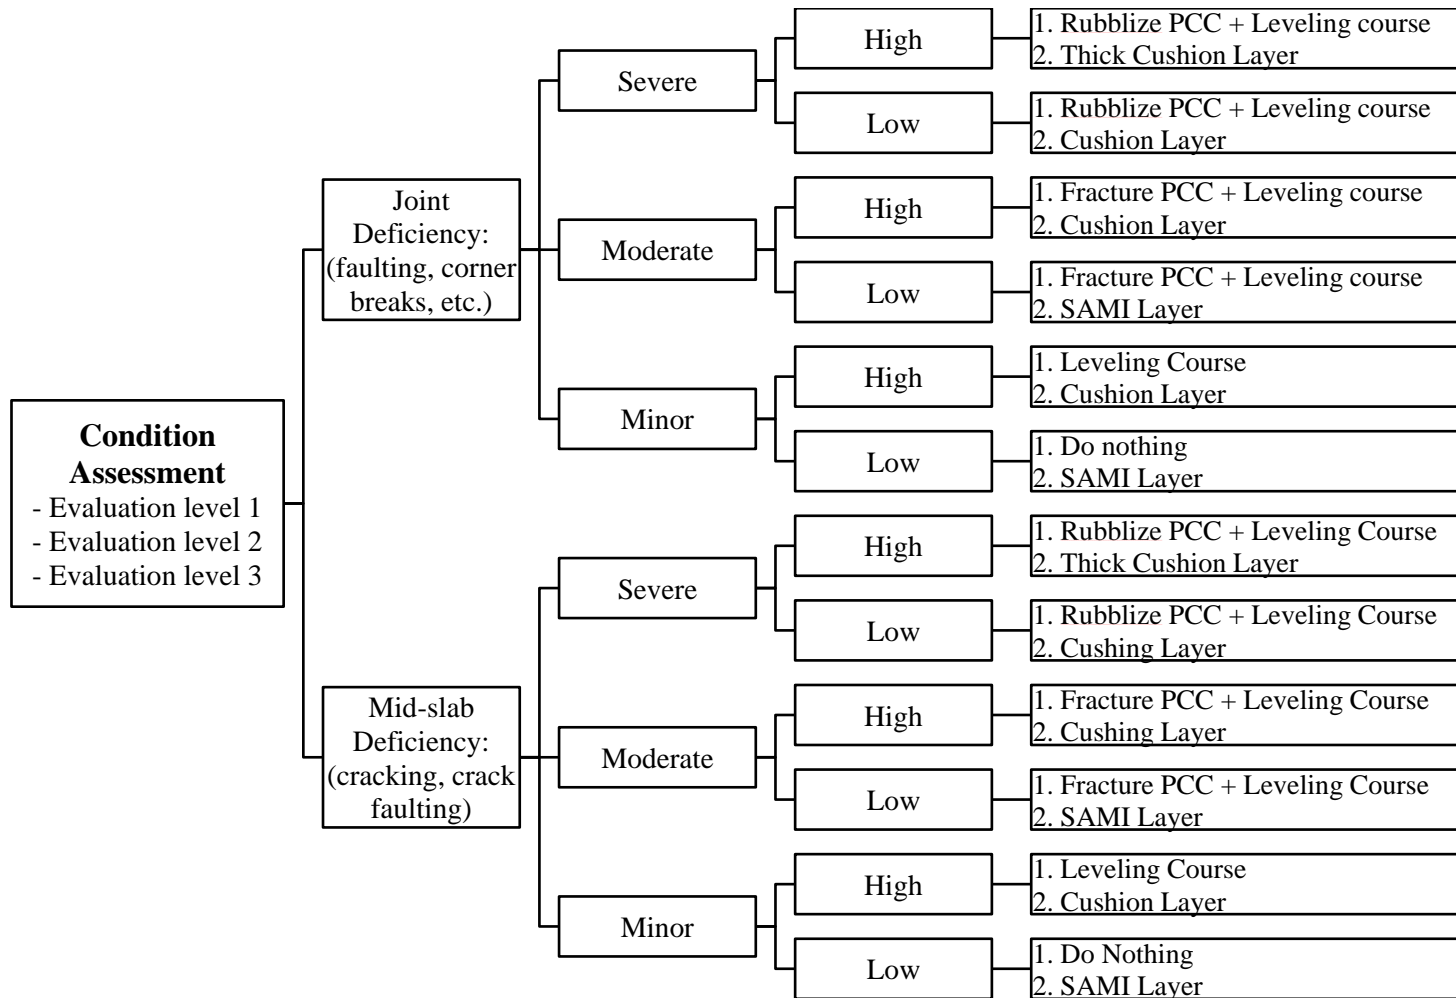 Condition
Assessment
- Evaluation level 1
- Evaluation level 2
- Evaluation level 3
Joint
Deficiency:
(faulting, corner
breaks, etc.)
Severe
High
1. Rubblize PCC + Leveling course
2. Thick Cushion Layer
Low
1. Rubblize PCC + Leveling course
2. Cushion Layer
Moderate
High
1. Fracture PCC + Leveling course
2. Cushion Layer
Low
1. Fracture PCC + Leveling course
2. SAMI Layer
Minor
High
1. Leveling Course
2. Cushion Layer
Low
1. Do nothing
2. SAMI Layer
Mid-slab
Deficiency:
(cracking, crack
faulting)
Severe
High
1. Rubblize PCC + Leveling Course
2. Thick Cushion Layer
Low
1. Rubblize PCC + Leveling Course
2. Cushing Layer
Moderate
High
1. Fracture PCC + Leveling Course
2. Cushing Layer
Low
1. Fracture PCC + Leveling Course
2. SAMI Layer
Minor
High
1. Leveling Course
2. Cushion Layer
Low
1. Do Nothing
2. SAMI Layer